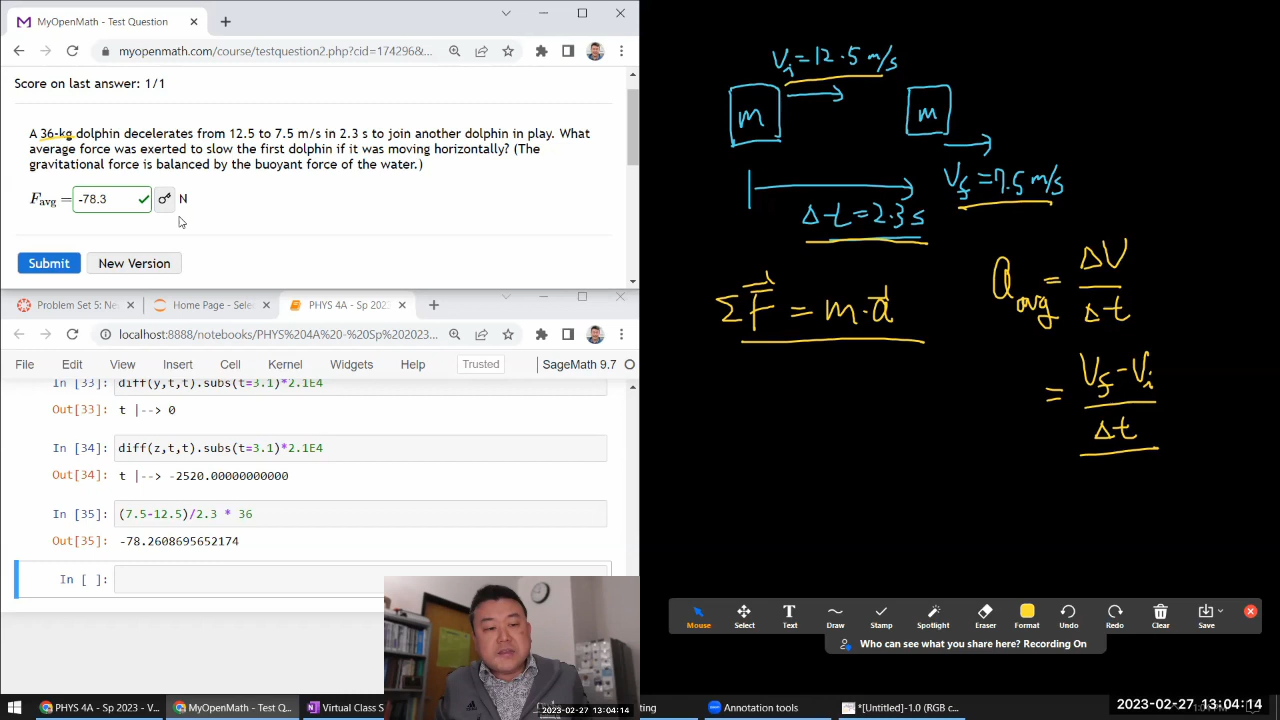 MyOpenMath - Test Question
myopenmath.com/course/testquestion2.php?cid=174296&...
Score on last answer: 1/1
A 36-kg dolphin decelerates from 12.5 to 7.5 m/s in 2.3 s to join another dolphin in play. What
average force was exerted to slow the first dolphin if it was moving horizontally? (The
gravitational force is balanced by the buoyant force of the water.)
Favg = -78.3 N
Submit New Version
Problem Set 5: Ne Home Page - Sele PHYS 4A - Sp 2023
localhost:8888/notebooks/PHYS%204A%20-%20Sp%202023...
File Edit View Insert Cell Kernel Widgets Help Trusted SageMath 9.7
In [33]: diff(y,t,t).subs(t=3.1)*2.1E4
Out[33]: t |--> 0
In [34]: diff(z,t,t).subs(t=3.1)*2.1E4
Out[34]: t |--> -2520.00000000000
In [35]: (7.5-12.5)/2.3 * 36
Out[35]: -78.2608695652174
In [ ]:
Vi = 12.5 m/s
m m
Vf = 7.5 m/s
Δt = 2.3 s
ΣF = m·a
aavg = ΔV / Δt
= Vf - Vi / Δt
Mouse Select Text Draw Stamp Spotlight Eraser Format Undo Redo Clear Save
Who can see what you share here? Recording On
PHYS 4A - Sp 2023 ... MyOpenMath - Test Q... Virtual Class S Annotation tools *[Untitled]-1.0 (RGB c...
2023-02-27 13:04:14
2023-02-27 13:04:14